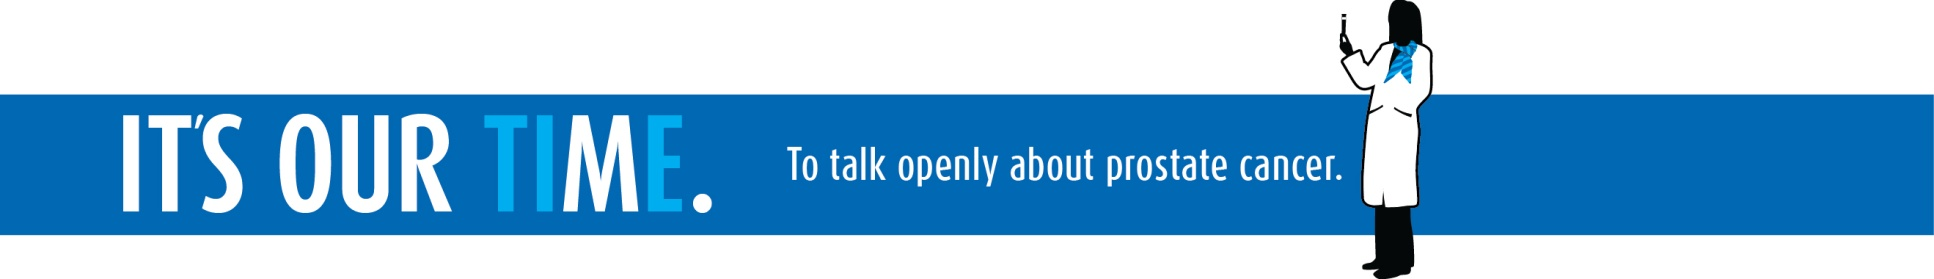 IT'S OUR TIME.
To talk openly about prostate cancer.